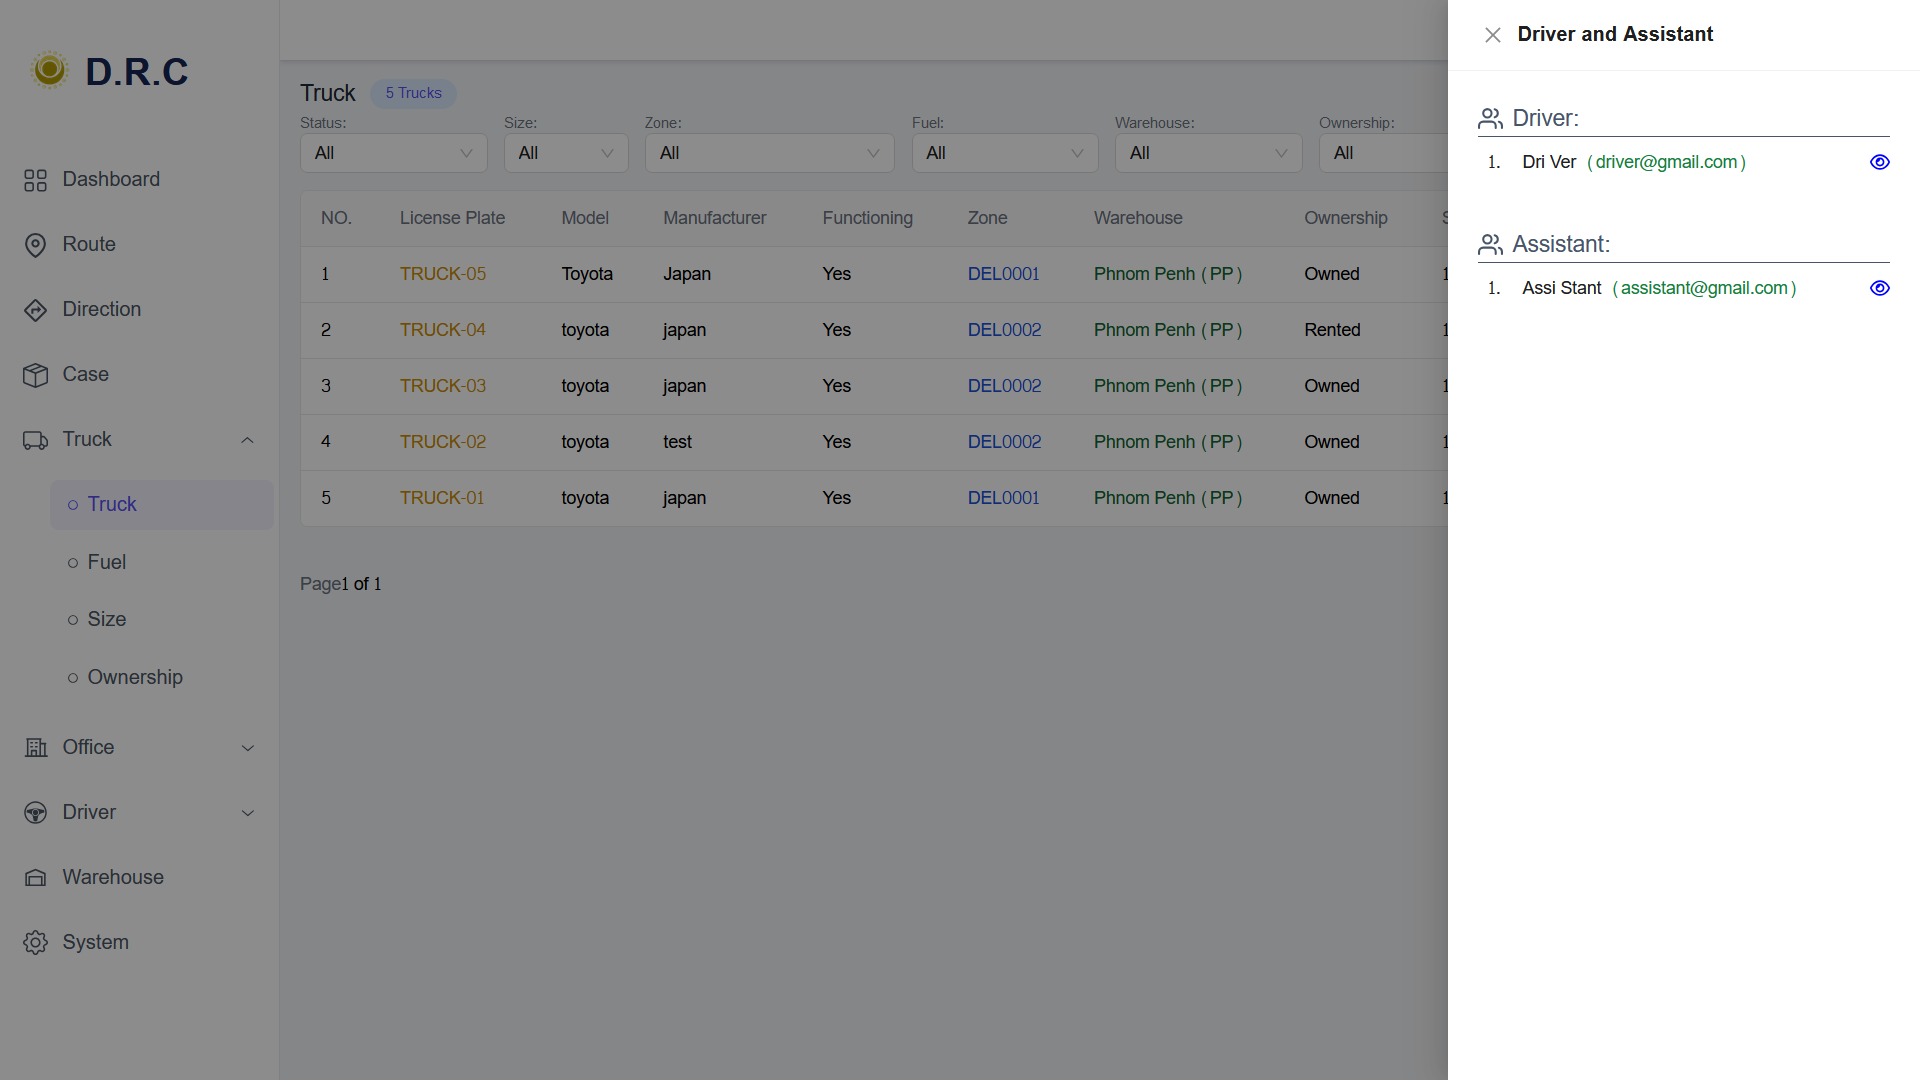 D.R.C
Dashboard
Route
Direction
Case
Truck
Truck
Fuel
Size
Ownership
Office
Driver
Warehouse
System
Truck 5 Trucks
Status: Size: Zone: Fuel: Warehouse: Ownership:
All All All All All All
NO. License Plate Model Manufacturer Functioning Zone Warehouse Ownership
1 TRUCK-05 Toyota Japan Yes DEL0001 Phnom Penh (PP) Owned
2 TRUCK-04 toyota japan Yes DEL0002 Phnom Penh (PP) Rented
3 TRUCK-03 toyota japan Yes DEL0002 Phnom Penh (PP) Owned
4 TRUCK-02 toyota test Yes DEL0002 Phnom Penh (PP) Owned
5 TRUCK-01 toyota japan Yes DEL0001 Phnom Penh (PP) Owned
Page1 of 1
Driver and Assistant
Driver:
1. Dri Ver (driver@gmail.com)
Assistant:
1. Assi Stant (assistant@gmail.com)